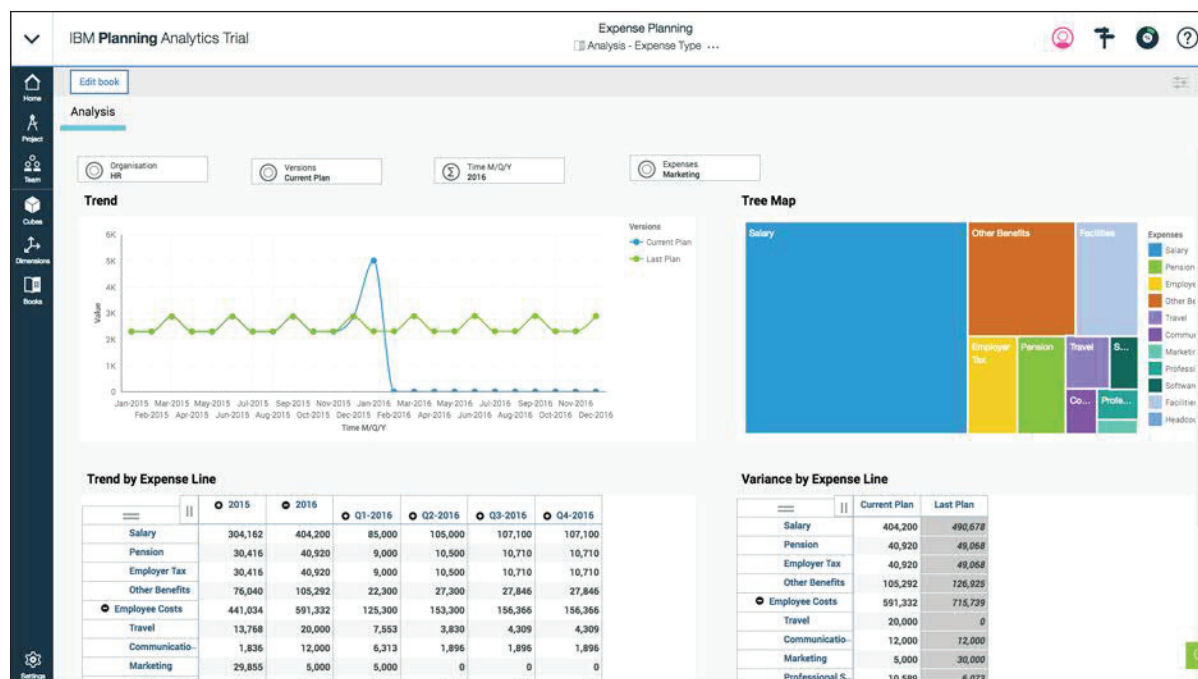 IBM Planning Analytics Trial
Expense Planning
Analysis - Expense Type ...
Home
Project
Team
Cubes
Dimensions
Books
Settings
Edit book
Analysis
Organisation
HR
Versions
Current Plan
Time M/Q/Y
2016
Expenses
Marketing
Trend
6K
5K
4K
3K
2K
1K
0
Value
Jan-2015 Mar-2015 May-2015 Jul-2015 Sep-2015 Nov-2015 Jan-2016 Mar-2016 May-2016 Jul-2016 Sep-2016 Nov-2016
Feb-2015 Apr-2015 Jun-2015 Aug-2015 Oct-2015 Dec-2015 Feb-2016 Apr-2016 Jun-2016 Aug-2016 Oct-2016 Dec-2016
Time M/Q/Y
Versions
Current Plan
Last Plan
Tree Map
Salary
Other Benefits
Facilities
Employer
Tax
Pension
Travel
S...
Co...
Profe...
Expenses
Salary
Pension
Employe
Other Be
Travel
Commu
Marketi
Professi
Softwar
Facilitie
Headcou
Trend by Expense Line
2015 2016 Q1-2016 Q2-2016 Q3-2016 Q4-2016
Salary 304,162 404,200 85,000 105,000 107,100 107,100
Pension 30,416 40,920 9,000 10,500 10,710 10,710
Employer Tax 30,416 40,920 9,000 10,500 10,710 10,710
Other Benefits 76,040 105,292 22,300 27,300 27,846 27,846
Employee Costs 441,034 591,332 125,300 153,300 156,366 156,366
Travel 13,768 20,000 7,553 3,830 4,309 4,309
Communicatio... 1,836 12,000 6,313 1,896 1,896 1,896
Marketing 29,855 5,000 5,000 0 0 0
Variance by Expense Line
Current Plan Last Plan
Salary 404,200 490,678
Pension 40,920 49,068
Employer Tax 40,920 49,068
Other Benefits 105,292 126,925
Employee Costs 591,332 715,739
Travel 20,000 0
Communicatio... 12,000 12,000
Marketing 5,000 30,000
Professional S... 10,589 6,073